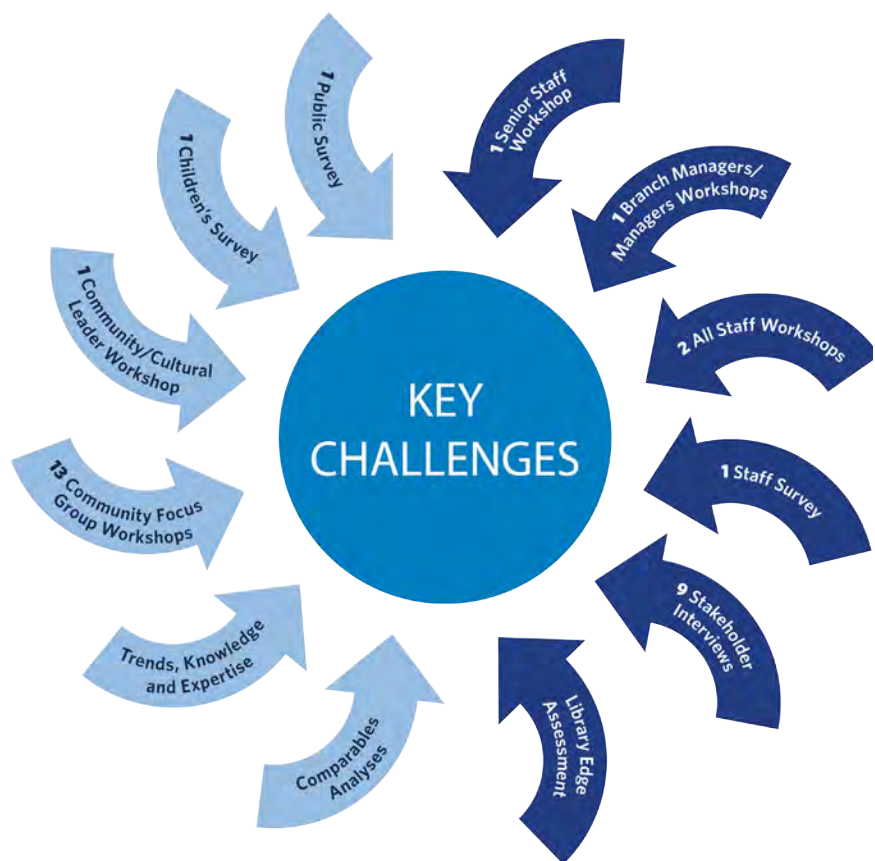 1 Public Survey
1 Children's Survey
1 Community/Cultural
Leader Workshop
13 Community Focus
Group Workshops
Trends, Knowledge
and Expertise
Comparables
Analyses
KEY
CHALLENGES
1 Senior Staff
Workshop
1 Branch Managers/
Managers Workshops
2 All Staff Workshops
1 Staff Survey
9 Stakeholder
Interviews
Library Edge
Assessment